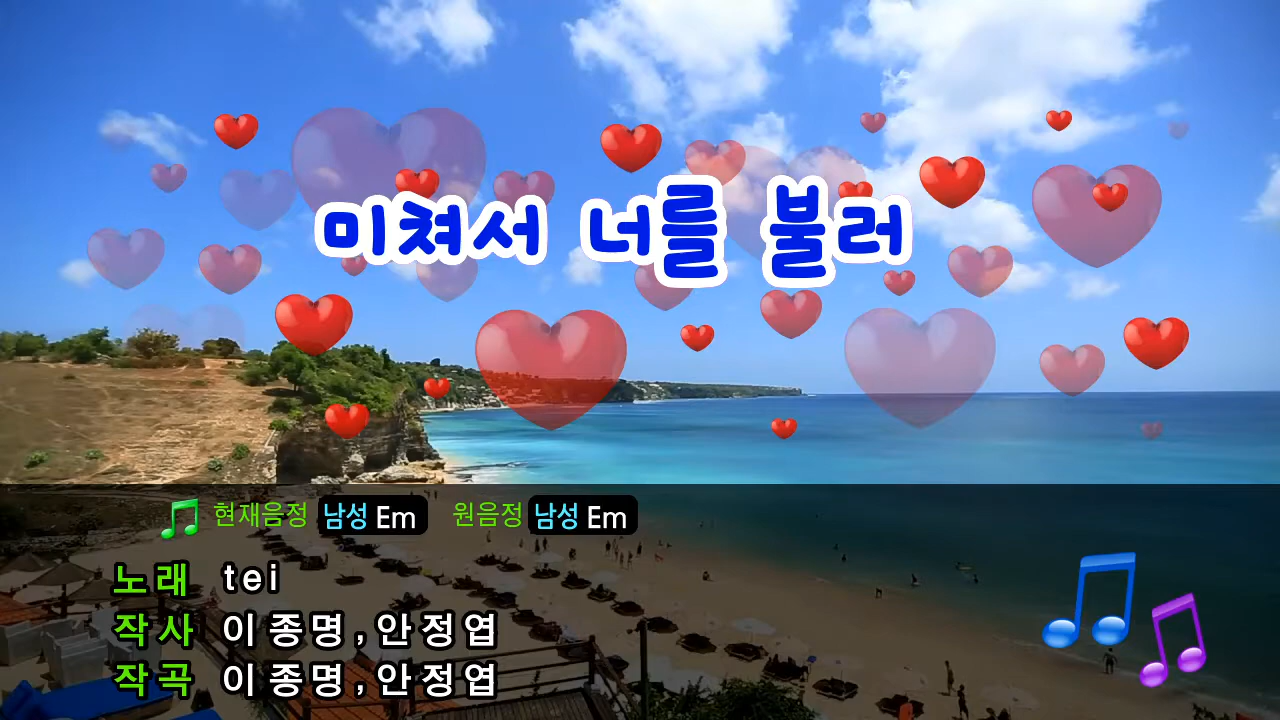 미쳐서 너를 불러
현재음정 남성 Em 원음정 남성 Em
노래 tei
작사 이종명,안정엽
작곡 이종명,안정엽